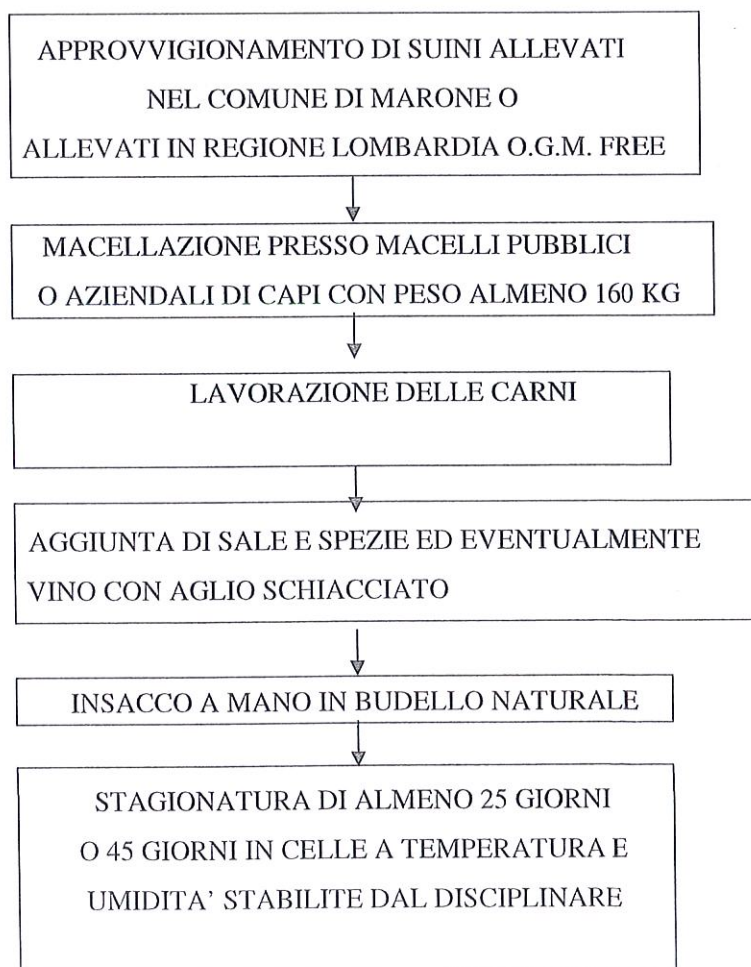 APPROVVIGIONAMENTO DI SUINI ALLEVATI
NEL COMUNE DI MARONE O
ALLEVATI IN REGIONE LOMBARDIA O.G.M. FREE
MACELLAZIONE PRESSO MACELLI PUBBLICI
O AZIENDALI DI CAPI CON PESO ALMENO 160 KG
LAVORAZIONE DELLE CARNI
AGGIUNTA DI SALE E SPEZIE ED EVENTUALMENTE
VINO CON AGLIO SCHIACCIATO
INSACCO A MANO IN BUDELLO NATURALE
STAGIONATURA DI ALMENO 25 GIORNI
O 45 GIORNI IN CELLE A TEMPERATURA E
UMIDITA' STABILITE DAL DISCIPLINARE